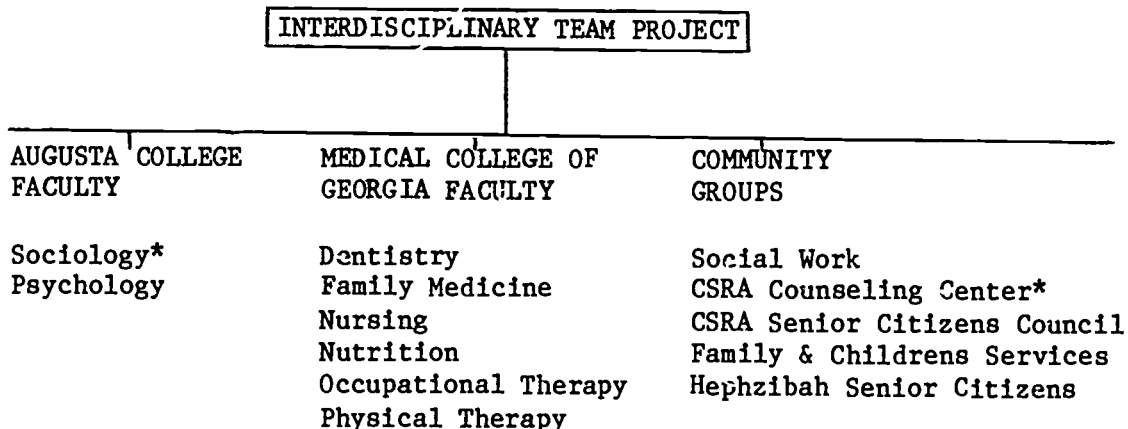 INTERDISCIPLINARY TEAM PROJECT
AUGUSTA COLLEGE
FACULTY
Sociology*
Psychology
MEDICAL COLLEGE OF
GEORGIA FACULTY
Dentistry
Family Medicine
Nursing
Nutrition
Occupational Therapy
Physical Therapy
COMMUNITY
GROUPS
Social Work
CSRA Counseling Center*
CSRA Senior Citizens Council
Family & Childrens Services
Hephzibah Senior Citizens